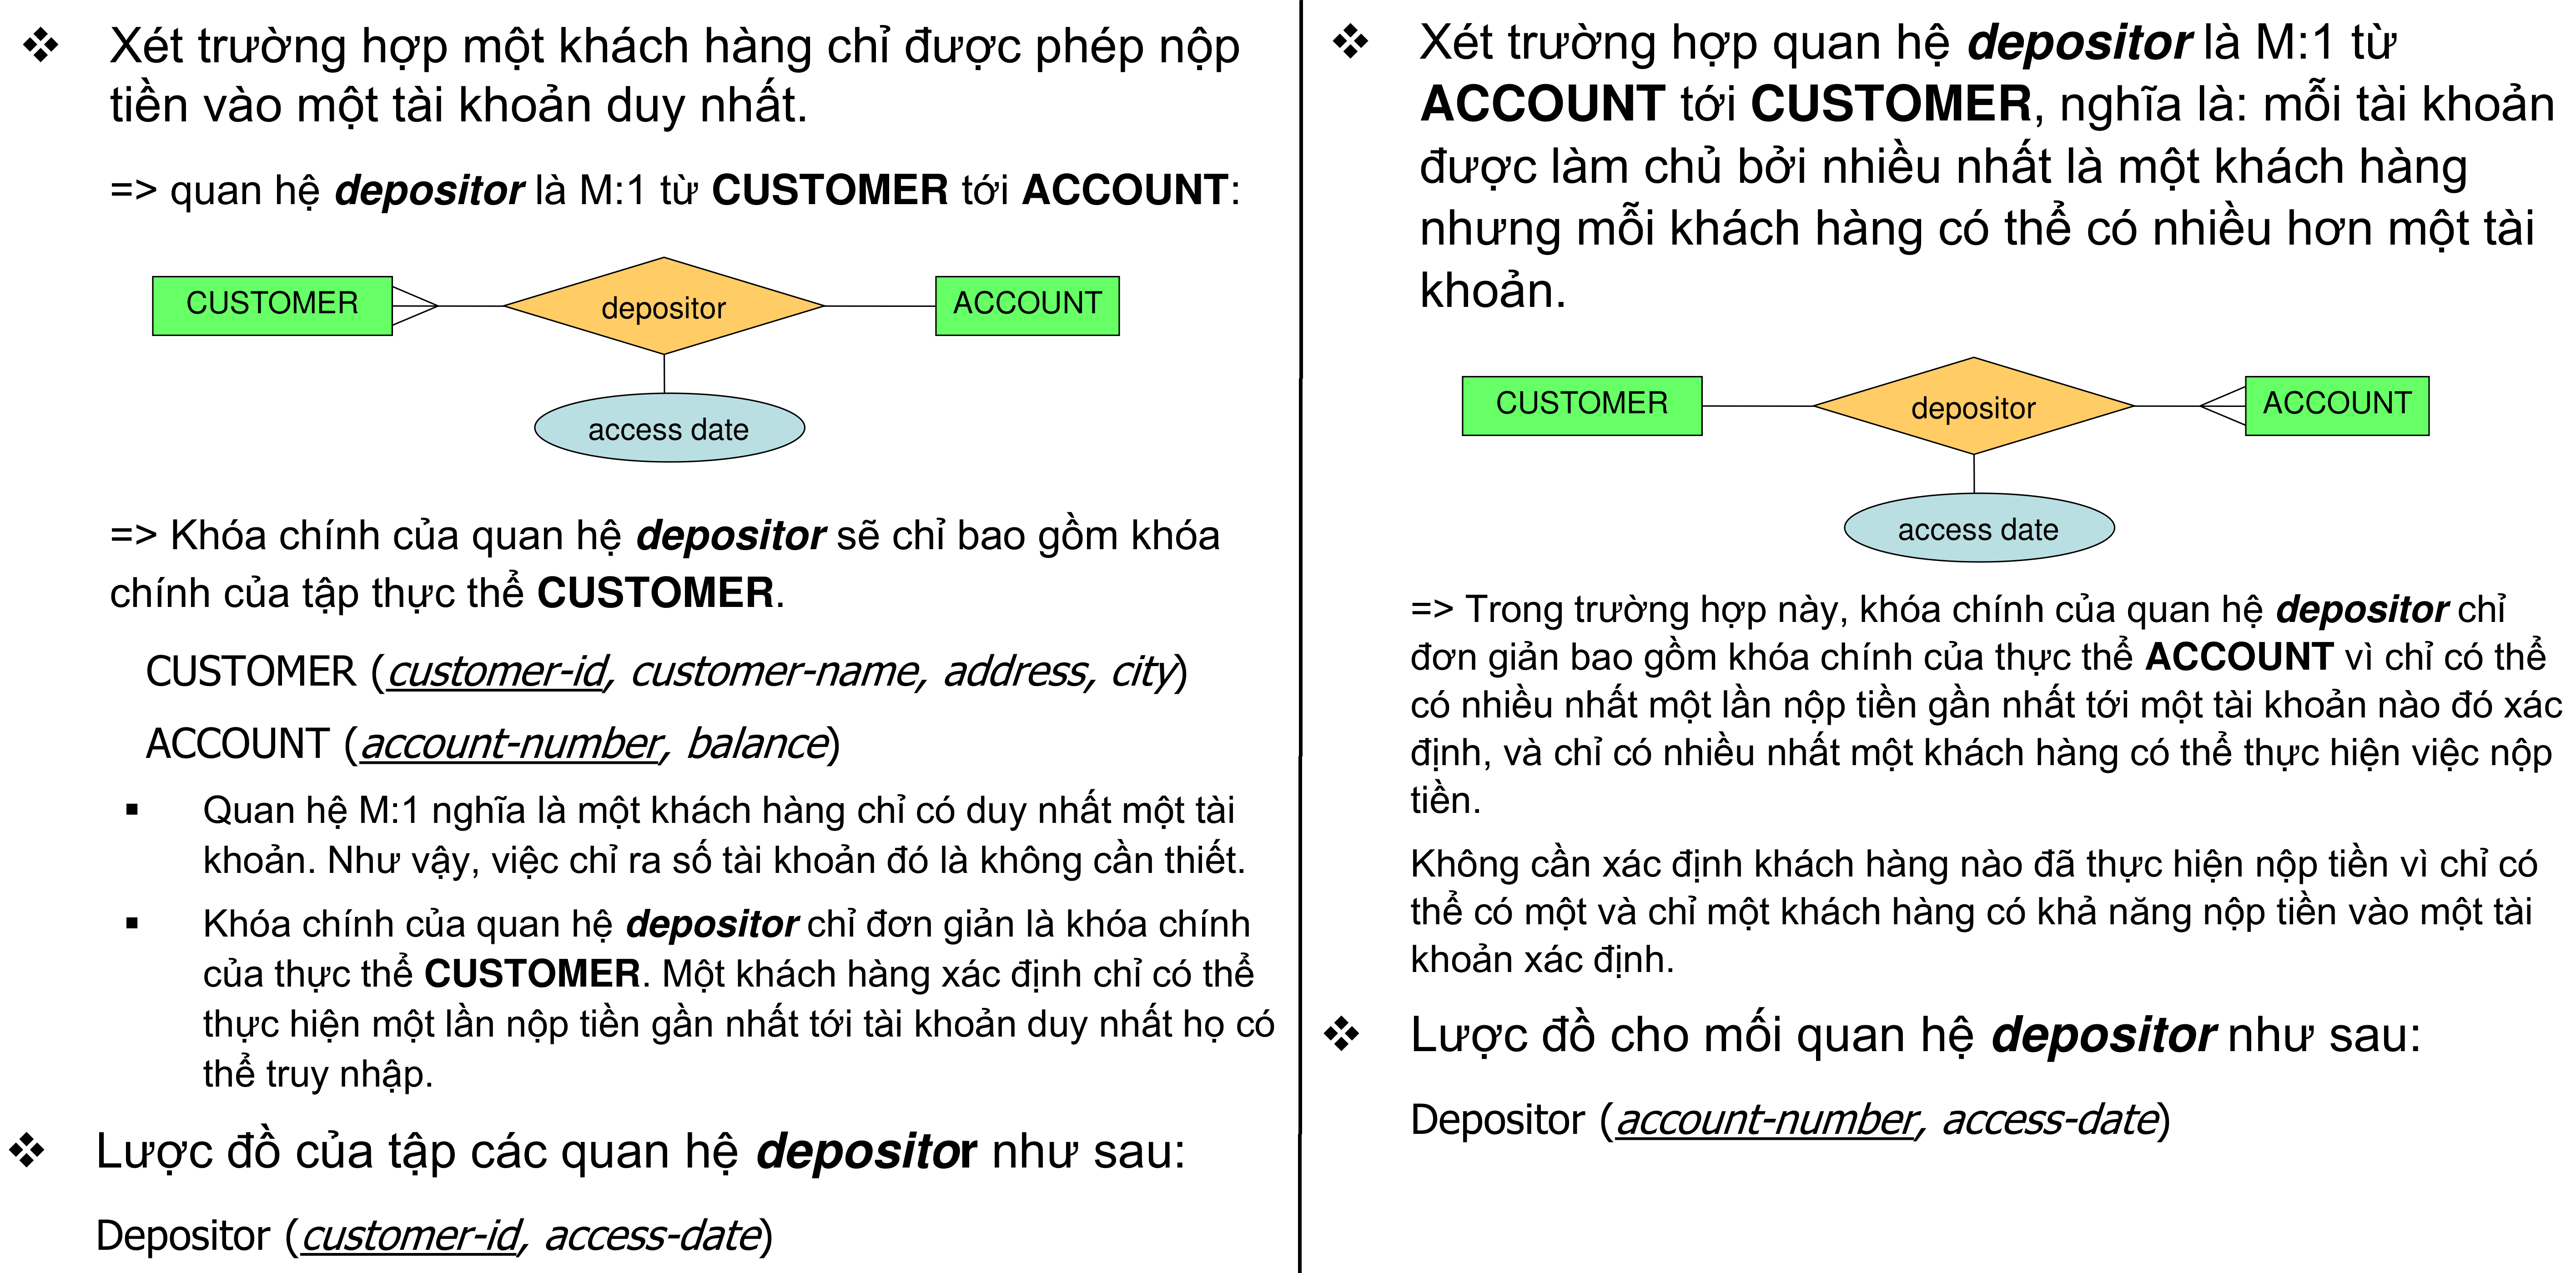 ❖ Xét trường hợp một khách hàng chỉ được phép nộp
tiền vào một tài khoản duy nhất.
=> quan hệ depositor là M:1 từ CUSTOMER tới ACCOUNT:
CUSTOMER depositor ACCOUNT
access date
=> Khóa chính của quan hệ depositor sẽ chỉ bao gồm khóa
chính của tập thực thể CUSTOMER.
CUSTOMER (customer-id, customer-name, address, city)
ACCOUNT (account-number, balance)
▪ Quan hệ M:1 nghĩa là một khách hàng chỉ có duy nhất một tài
khoản. Như vậy, việc chỉ ra số tài khoản đó là không cần thiết.
▪ Khóa chính của quan hệ depositor chỉ đơn giản là khóa chính
của thực thể CUSTOMER. Một khách hàng xác định chỉ có thể
thực hiện một lần nộp tiền gần nhất tới tài khoản duy nhất họ có
thể truy nhập.
❖ Lược đồ của tập các quan hệ depositor như sau:
Depositor (customer-id, access-date)
❖ Xét trường hợp quan hệ depositor là M:1 từ
ACCOUNT tới CUSTOMER, nghĩa là: mỗi tài khoản
được làm chủ bởi nhiều nhất là một khách hàng
nhưng mỗi khách hàng có thể có nhiều hơn một tài
khoản.
CUSTOMER depositor ACCOUNT
access date
=> Trong trường hợp này, khóa chính của quan hệ depositor chỉ
đơn giản bao gồm khóa chính của thực thể ACCOUNT vì chỉ có thể
có nhiều nhất một lần nộp tiền gần nhất tới một tài khoản nào đó xác
định, và chỉ có nhiều nhất một khách hàng có thể thực hiện việc nộp
tiền.
Không cần xác định khách hàng nào đã thực hiện nộp tiền vì chỉ có
thể có một và chỉ một khách hàng có khả năng nộp tiền vào một tài
khoản xác định.
❖ Lược đồ cho mối quan hệ depositor như sau:
Depositor (account-number, access-date)